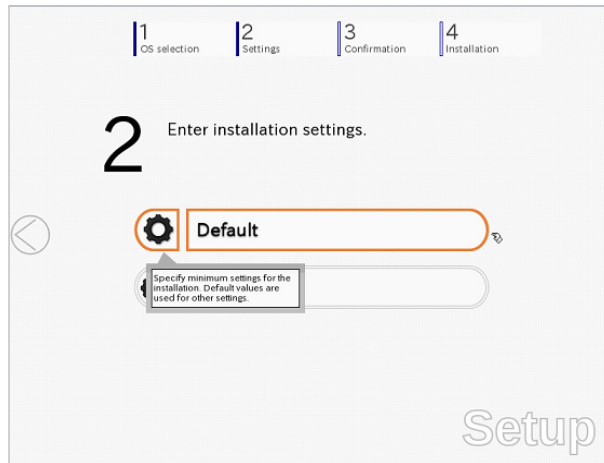 1
OS selection
2
Settings
3
Confirmation
4
Installation
2
Enter installation settings.
Default
Specify minimum settings for the
installation. Default values are
used for other settings.
Setup